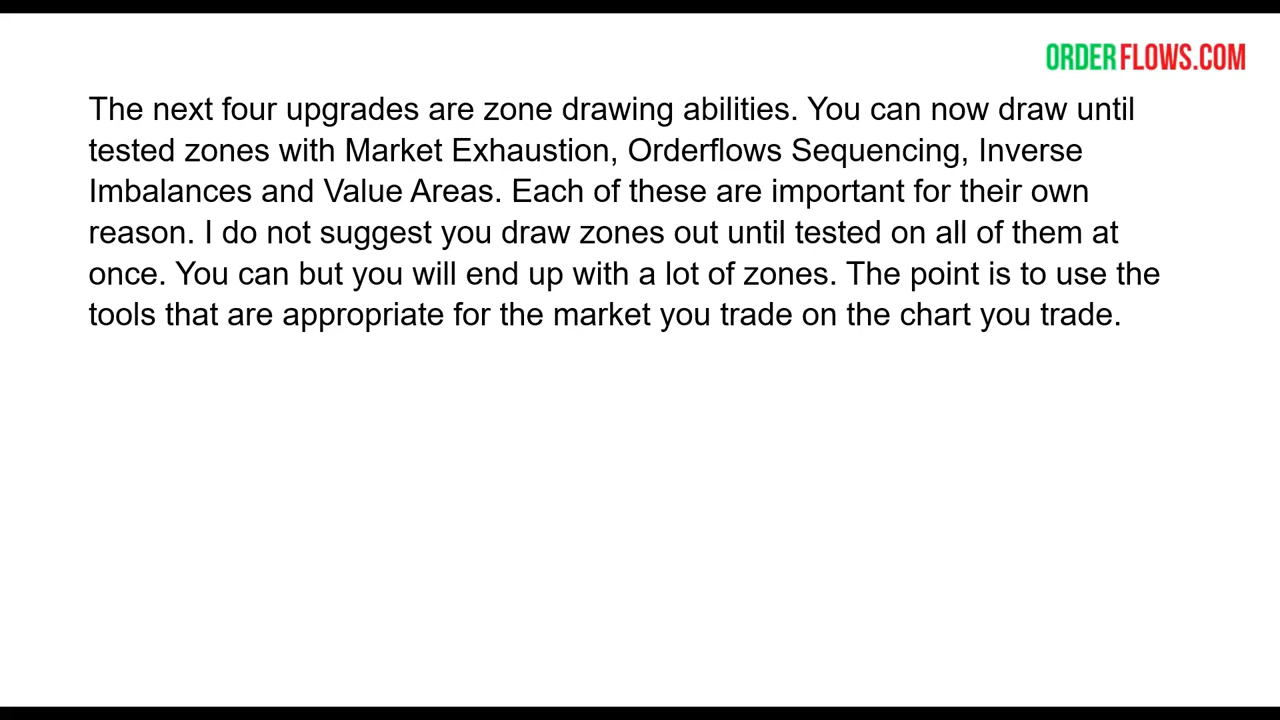 ORDERFLOWS.COM
The next four upgrades are zone drawing abilities. You can now draw until
tested zones with Market Exhaustion, Orderflows Sequencing, Inverse
Imbalances and Value Areas. Each of these are important for their own
reason. I do not suggest you draw zones out until tested on all of them at
once. You can but you will end up with a lot of zones. The point is to use the
tools that are appropriate for the market you trade on the chart you trade.